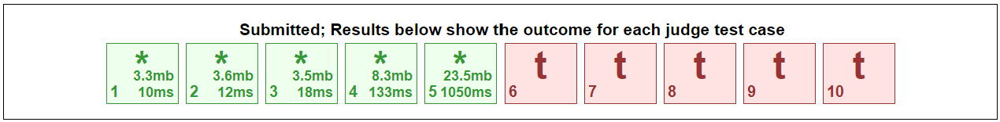 Submitted; Results below show the outcome for each judge test case
* * * * * t t t t t
3.3mb 3.6mb 3.5mb 8.3mb 23.5mb
1 10ms 2 12ms 3 18ms 4 133ms 5 1050ms 6 7 8 9 10